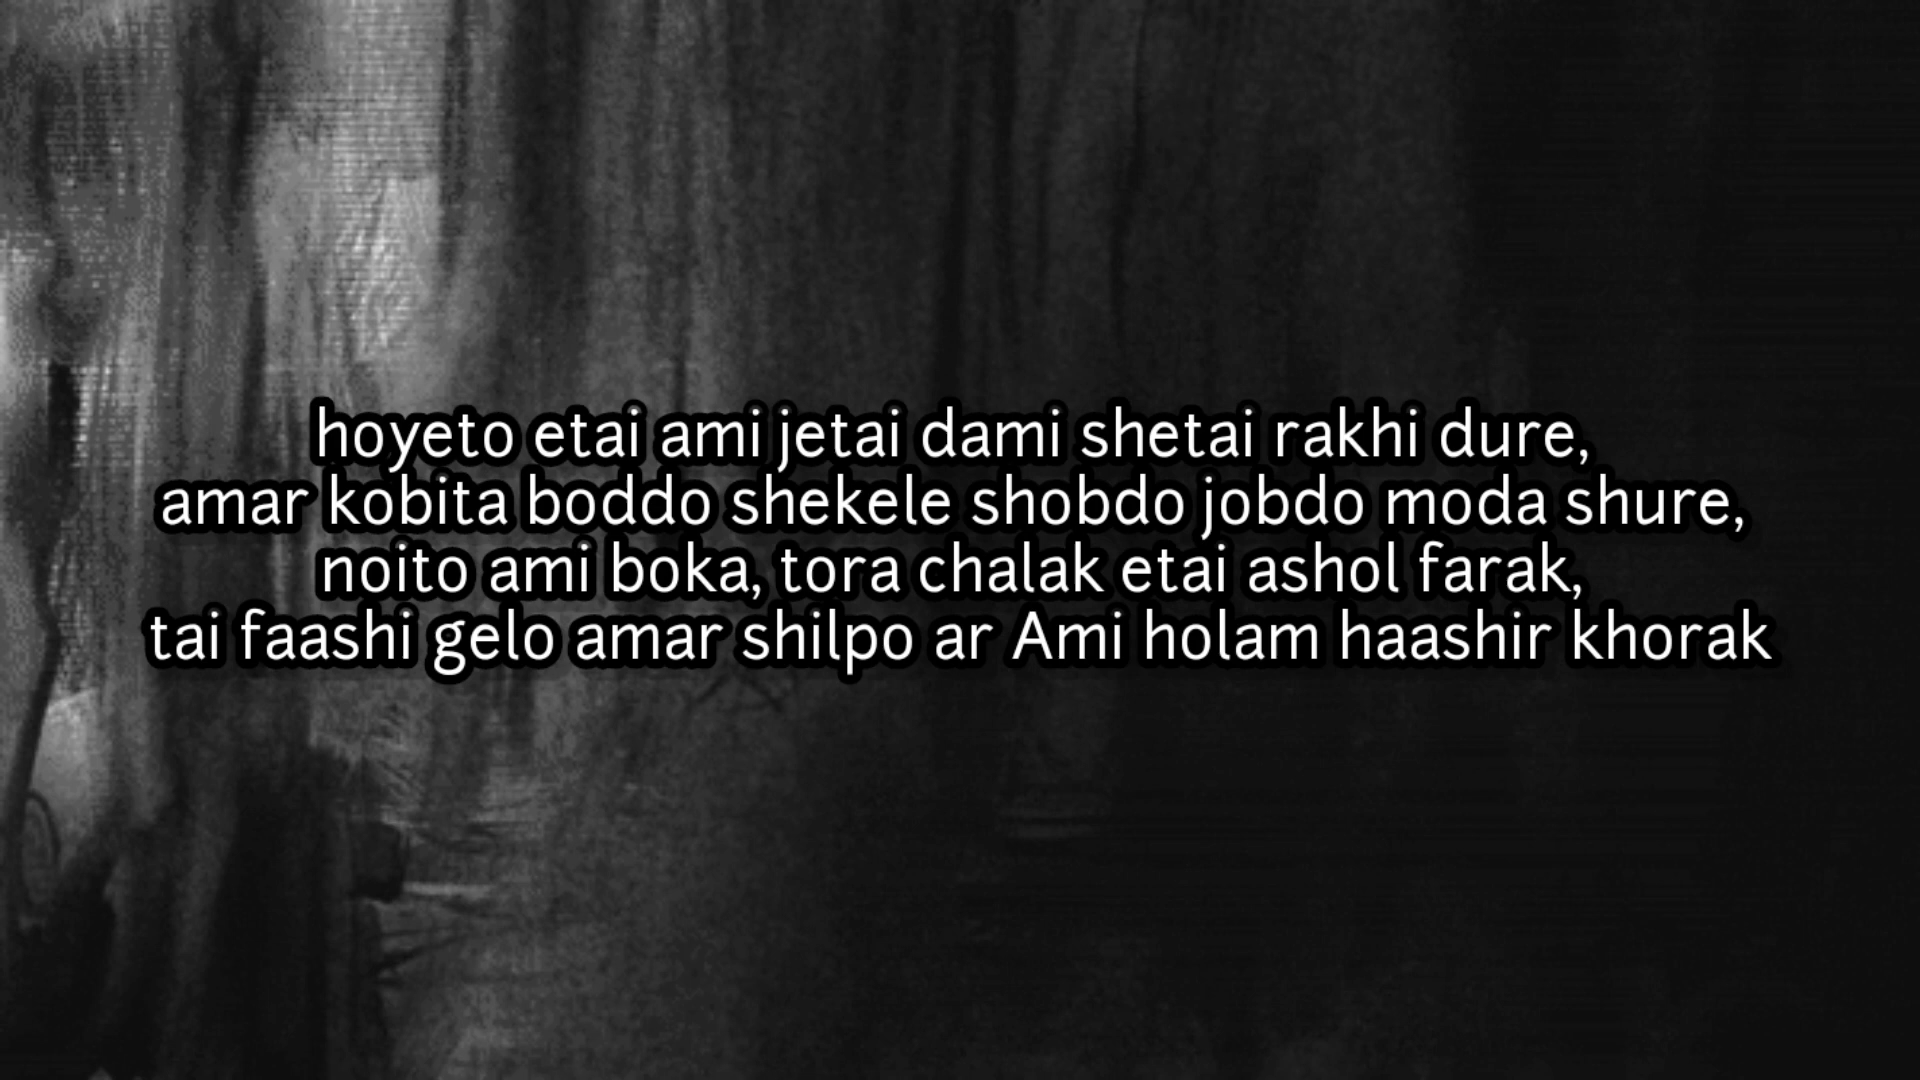 hoyeto etai ami jetai dami shetai rakhi dure,
amar kobita boddo shekele shobdo jobdo moda shure,
noito ami boka, tora chalak etai ashol farak,
tai faashi gelo amar shilpo ar Ami holam haashir khorak